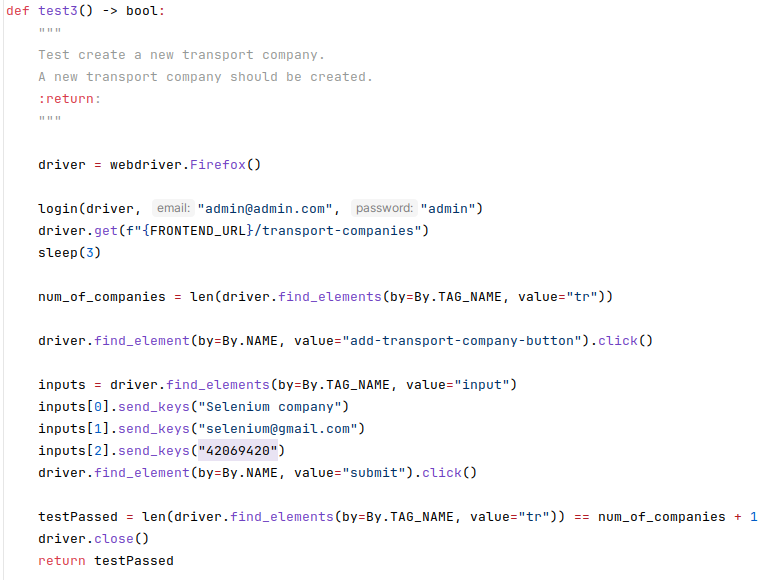 def test3() -> bool:
"""
Test create a new transport company.
A new transport company should be created.
:return:
"""
driver = webdriver.Firefox()
login(driver, email: "admin@admin.com", password: "admin")
driver.get(f"{FRONTEND_URL}/transport-companies")
sleep(3)
num_of_companies = len(driver.find_elements(by=By.TAG_NAME, value="tr"))
driver.find_element(by=By.NAME, value="add-transport-company-button").click()
inputs = driver.find_elements(by=By.TAG_NAME, value="input")
inputs[0].send_keys("Selenium company")
inputs[1].send_keys("selenium@gmail.com")
inputs[2].send_keys("42069420")
driver.find_element(by=By.NAME, value="submit").click()
testPassed = len(driver.find_elements(by=By.TAG_NAME, value="tr")) == num_of_companies + 1
driver.close()
return testPassed